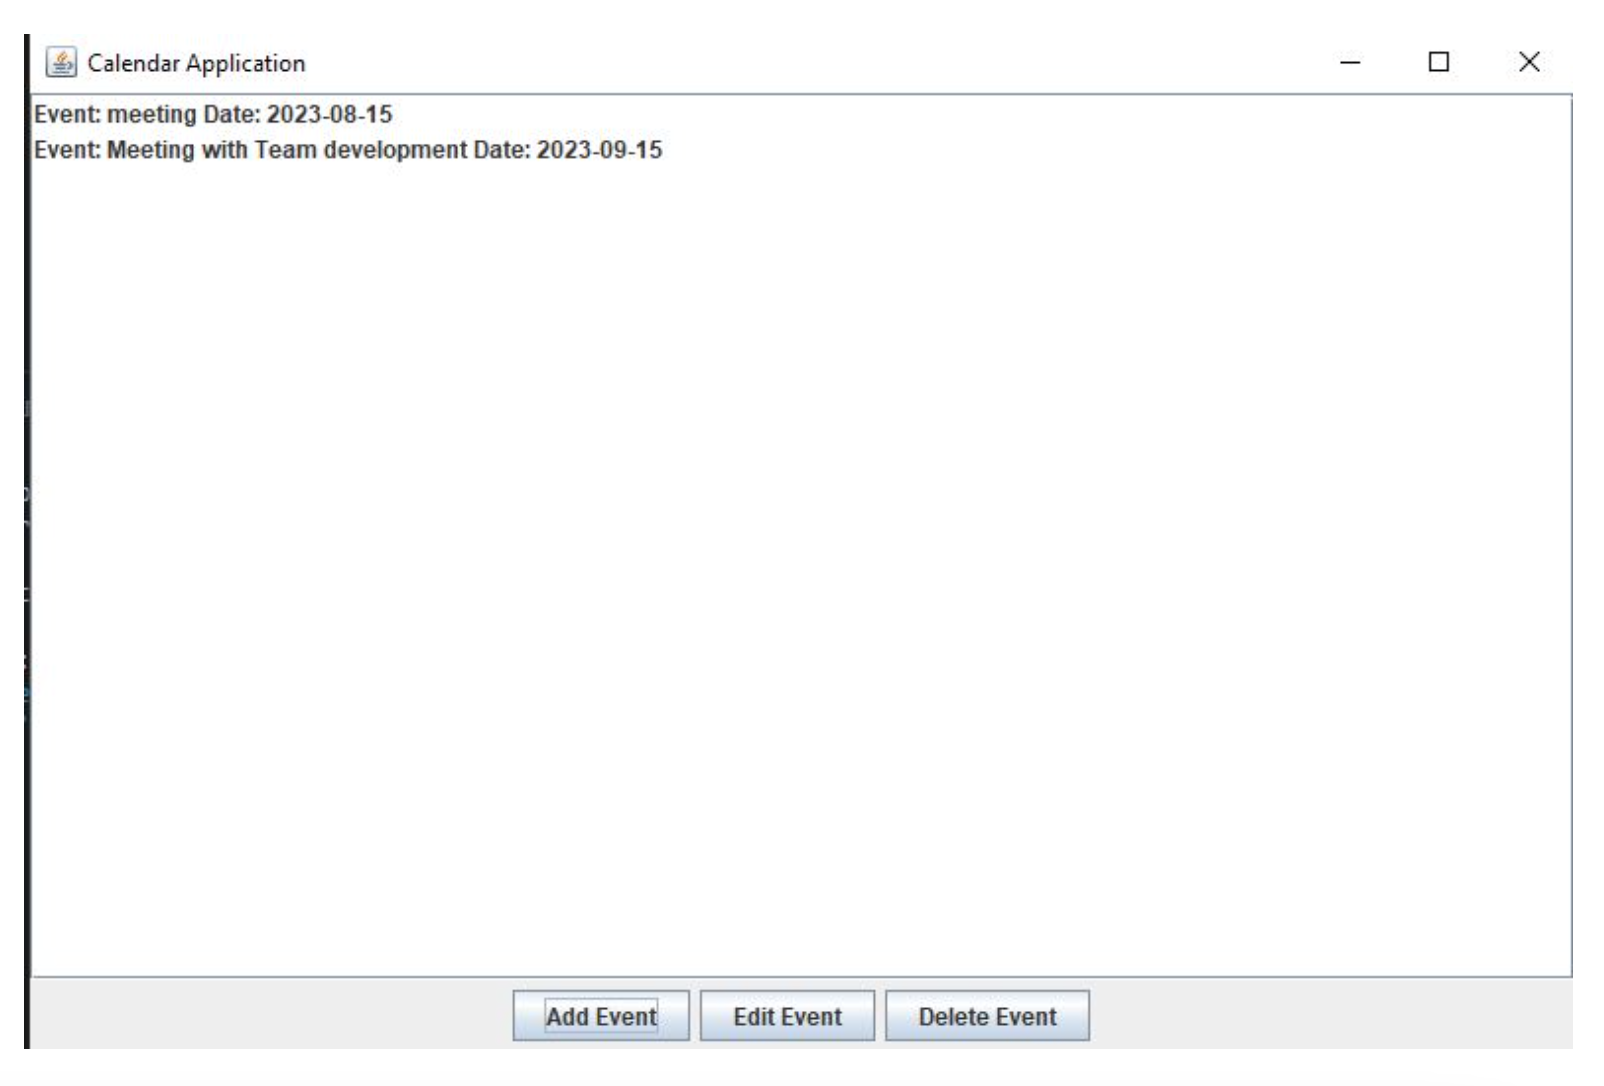 Calendar Application
Event: meeting Date: 2023-08-15
Event: Meeting with Team development Date: 2023-09-15
Add Event Edit Event Delete Event